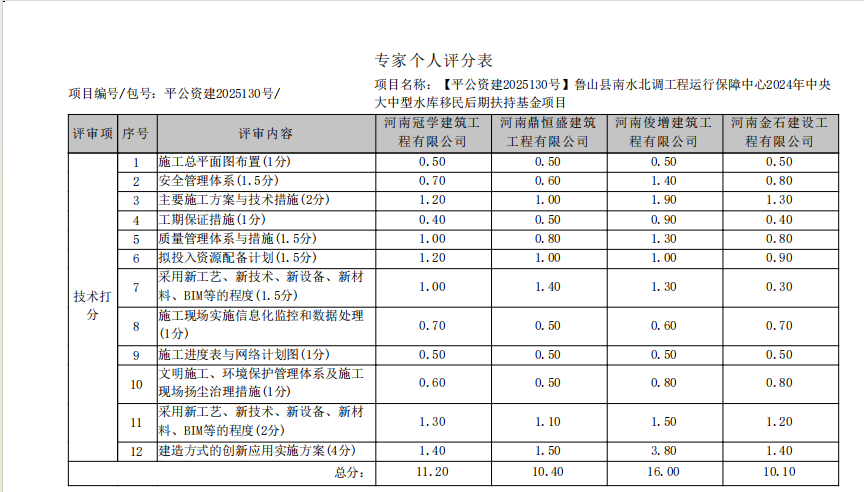 专家个人评分表
项目编号/包号：平公资建2025130号/
项目名称：【平公资建2025130号】鲁山县南水北调工程运行保障中心2024年中央
大中型水库移民后期扶持基金项目
评审项 序号 评审内容 河南冠学建筑工 河南鼎恒盛建筑 河南俊增建筑工 河南金石建设工
程有限公司 工程有限公司 程有限公司 程有限公司
1 施工总平面图布置(1分) 0.50 0.50 0.50 0.50
2 安全管理体系(1.5分) 0.70 0.60 1.40 0.80
3 主要施工方案与技术措施(2分) 1.20 1.00 1.90 1.30
4 工期保证措施(1分) 0.40 0.50 0.90 0.40
5 质量管理体系与措施(1.5分) 1.00 0.80 1.30 0.80
6 拟投入资源配备计划(1.5分) 1.20 1.00 1.00 0.90
采用新工艺、新技术、新设备、新材
7 料、BIM等的程度(1.5分) 1.00 1.40 1.30 0.30
技术打
分
施工现场实施信息化监控和数据处理
8 (1分) 0.70 0.50 0.60 0.70
9 施工进度表与网络计划图(1分) 0.50 0.50 0.50 0.50
文明施工、环境保护管理体系及施工
10 现场扬尘治理措施(1分) 0.60 0.50 0.80 0.80
采用新工艺、新技术、新设备、新材
11 料、BIM等的程度(2分) 1.30 1.10 1.50 1.20
12 建造方式的创新应用实施方案(4分) 1.40 1.50 3.80 1.40
总分： 11.20 10.40 16.00 10.10